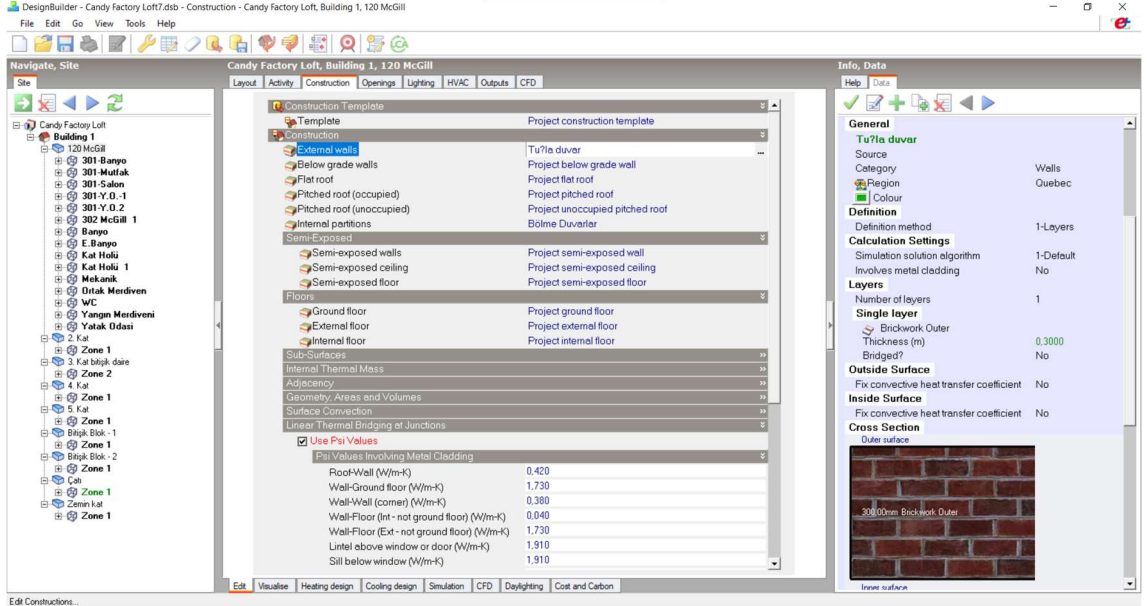 DesignBuilder - Candy Factory Loft7.dsb - Construction - Candy Factory Loft, Building 1, 120 McGill
File Edit Go View Tools Help
Navigate, Site
Site
Candy Factory Loft
Building 1
120 McGill
301-Banyo
301-Mutfak
301-Salon
301-Y.O.-1
301-Y.O.2
302 McGill 1
Banyo
E.Banyo
Kat Holü
Kat Holü 1
Mekanik
Ortak Merdiven
WC
Yangın Merdiveni
Yatak Odasi
2. Kat
Zone 1
3. Kat bitişik daire
Zone 2
4. Kat
Zone 1
5. Kat
Zone 1
Bitişik Blok - 1
Zone 1
Bitişik Blok - 2
Zone 1
Çatı
Zone 1
Zemin kat
Zone 1
Candy Factory Loft, Building 1, 120 McGill
Layout Activity Construction Openings Lighting HVAC Outputs CFD
Construction Template
Template Project construction template
Construction
External walls Tu?la duvar ...
Below grade walls Project below grade wall
Flat roof Project flat roof
Pitched roof (occupied) Project pitched roof
Pitched roof (unoccupied) Project unoccupied pitched roof
Internal partitions Bölme Duvarlar
Semi-Exposed
Semi-exposed walls Project semi-exposed wall
Semi-exposed ceiling Project semi-exposed ceiling
Semi-exposed floor Project semi-exposed floor
Floors
Ground floor Project ground floor
External floor Project external floor
Internal floor Project internal floor
Sub-Surfaces
Internal Thermal Mass
Adjacency
Geometry, Areas and Volumes
Surface Convection
Linear Thermal Bridging at Junctions
Use Psi Values
Psi Values Involving Metal Cladding
Roof-Wall (W/m-K) 0,420
Wall-Ground floor (W/m-K) 1,730
Wall-Wall (corner) (W/m-K) 0,380
Wall-Floor (Int - not ground floor) (W/m-K) 0,040
Wall-Floor (Ext - not ground floor) (W/m-K) 1,730
Lintel above window or door (W/m-K) 1,910
Sill below window (W/m-K) 1,910
Edit Visualise Heating design Cooling design Simulation CFD Daylighting Cost and Carbon
Info, Data
Help Data
General
Tu?la duvar
Source
Category Walls
Region Quebec
Colour
Definition
Definition method 1-Layers
Calculation Settings
Simulation solution algorithm 1-Default
Involves metal cladding No
Layers
Number of layers 1
Single layer
Brickwork Outer
Thickness (m) 0.3000
Bridged? No
Outside Surface
Fix convective heat transfer coefficient No
Inside Surface
Fix convective heat transfer coefficient No
Cross Section
Outer surface
300,00mm Brickwork Outer
Inner surface
Edit Constructions...